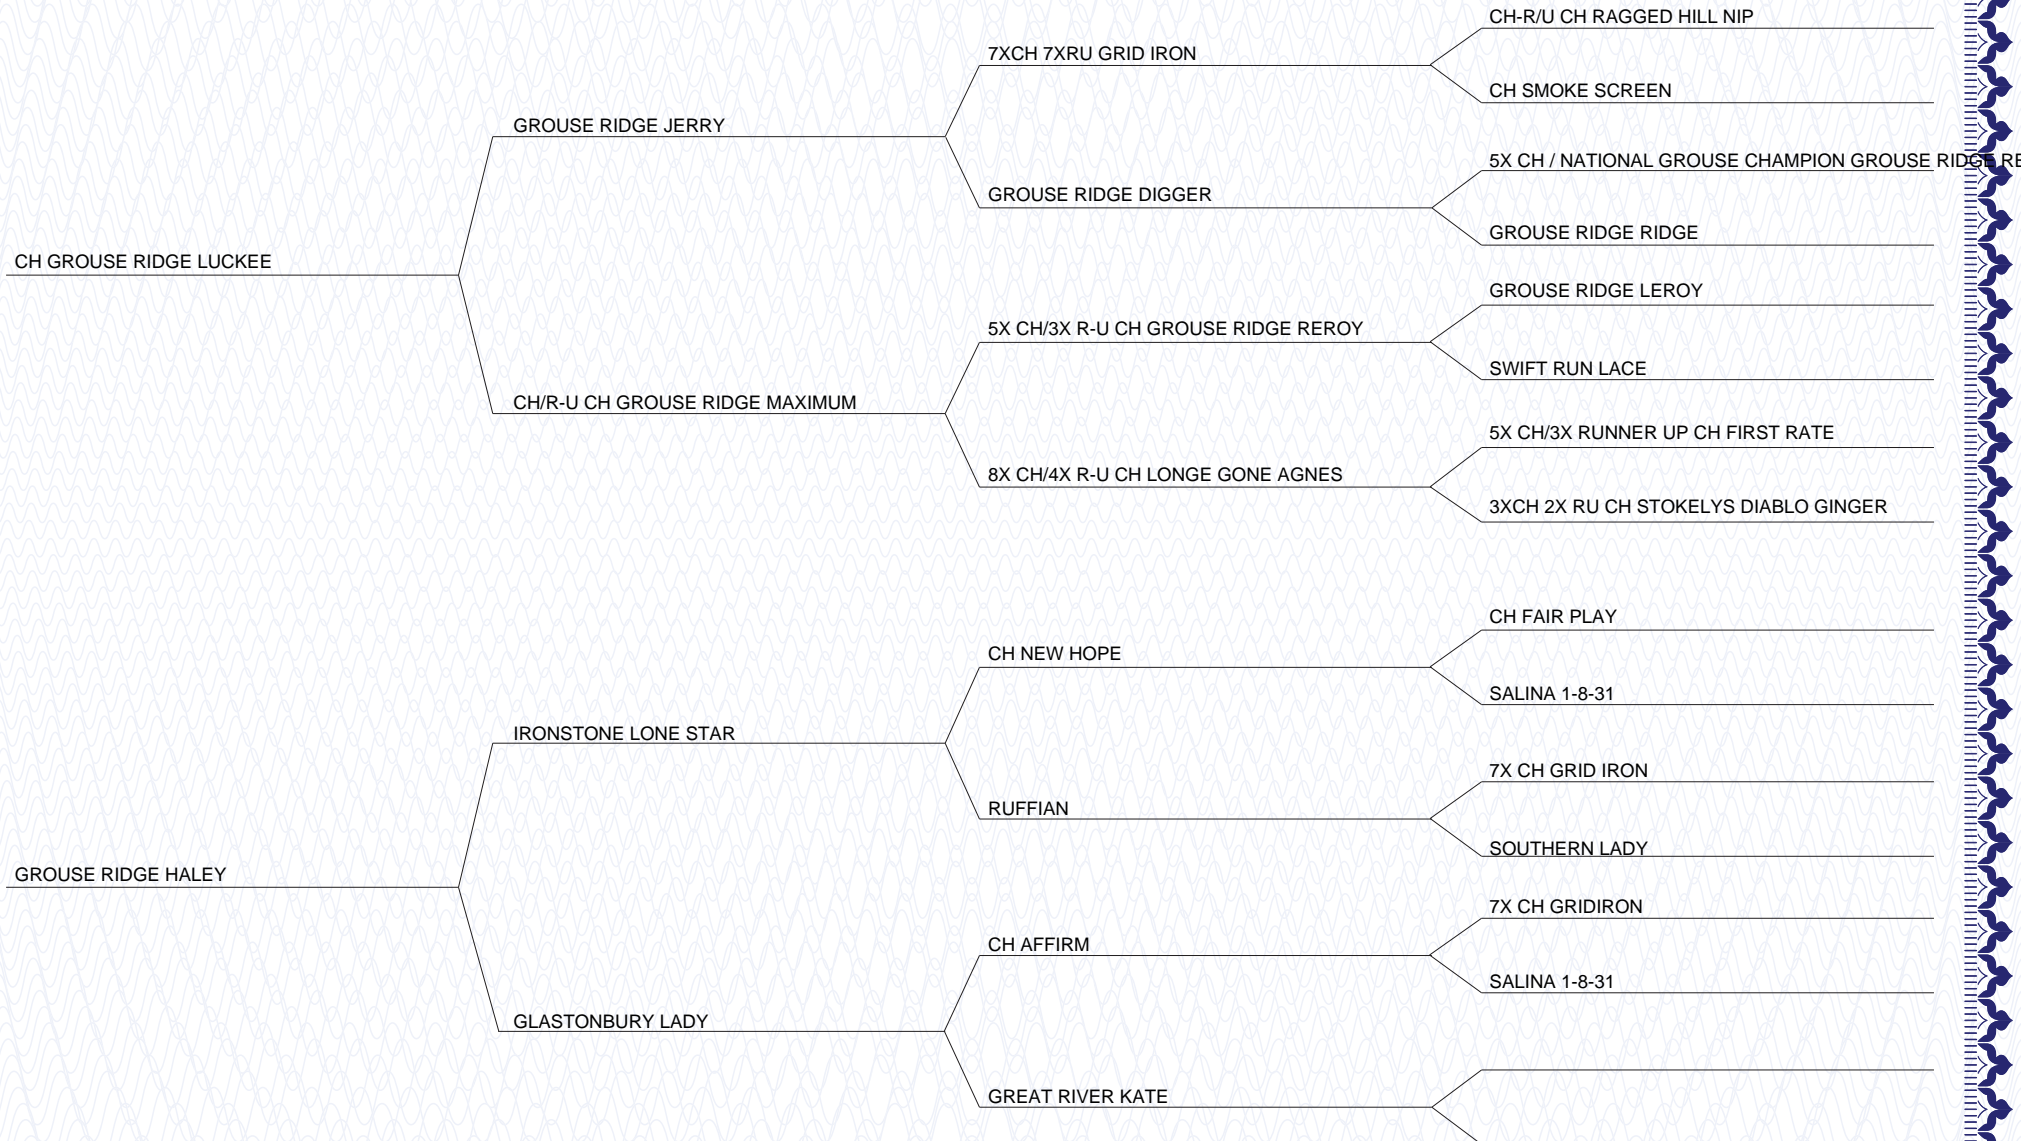 CH-R/U CH RAGGED HILL NIP
7XCH 7XRU GRID IRON
CH SMOKE SCREEN
GROUSE RIDGE JERRY
5X CH / NATIONAL GROUSE CHAMPION GROUSE RIDGE RE
GROUSE RIDGE DIGGER
GROUSE RIDGE RIDGE
CH GROUSE RIDGE LUCKEE
GROUSE RIDGE LEROY
5X CH/3X R-U CH GROUSE RIDGE REROY
SWIFT RUN LACE
CH/R-U CH GROUSE RIDGE MAXIMUM
5X CH/3X RUNNER UP CH FIRST RATE
8X CH/4X R-U CH LONGE GONE AGNES
3XCH 2X RU CH STOKELYS DIABLO GINGER
CH FAIR PLAY
CH NEW HOPE
SALINA 1-8-31
IRONSTONE LONE STAR
7X CH GRID IRON
RUFFIAN
SOUTHERN LADY
GROUSE RIDGE HALEY
7X CH GRIDIRON
CH AFFIRM
SALINA 1-8-31
GLASTONBURY LADY
GREAT RIVER KATE